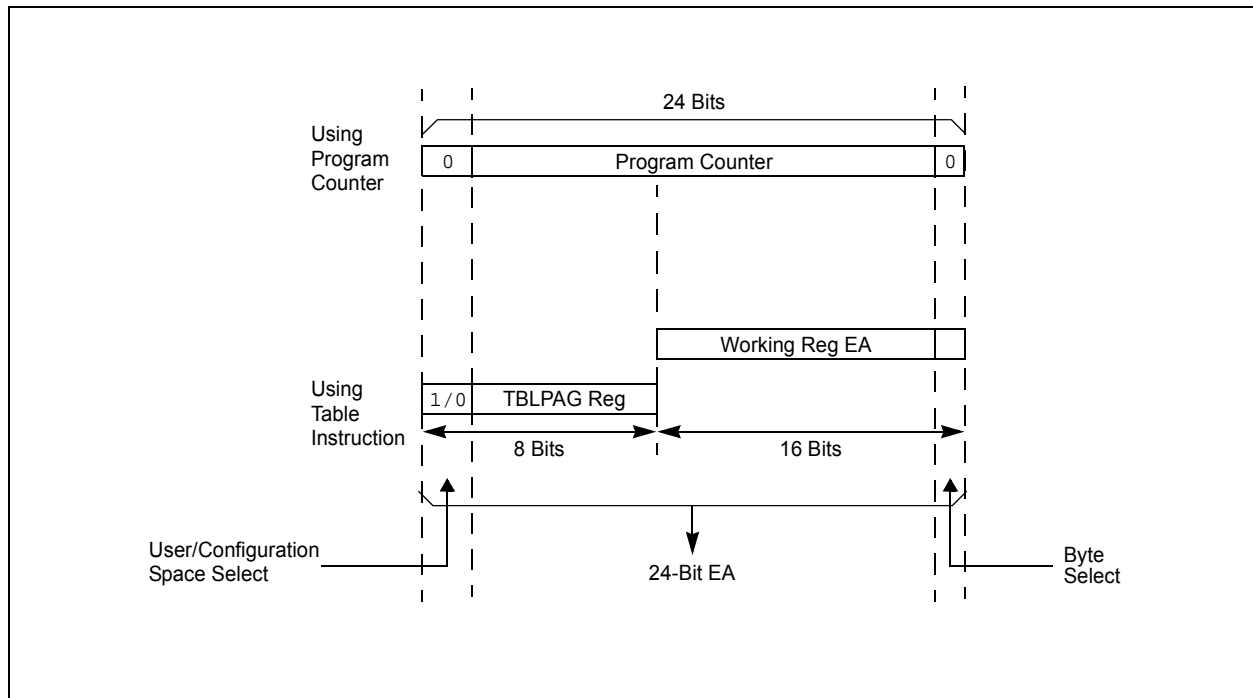 24 Bits
Using
Program
Counter
0
Program Counter
0
Working Reg EA
Using
Table
Instruction
1/0
TBLPAG Reg
8 Bits
16 Bits
User/Configuration
Space Select
24-Bit EA
Byte
Select